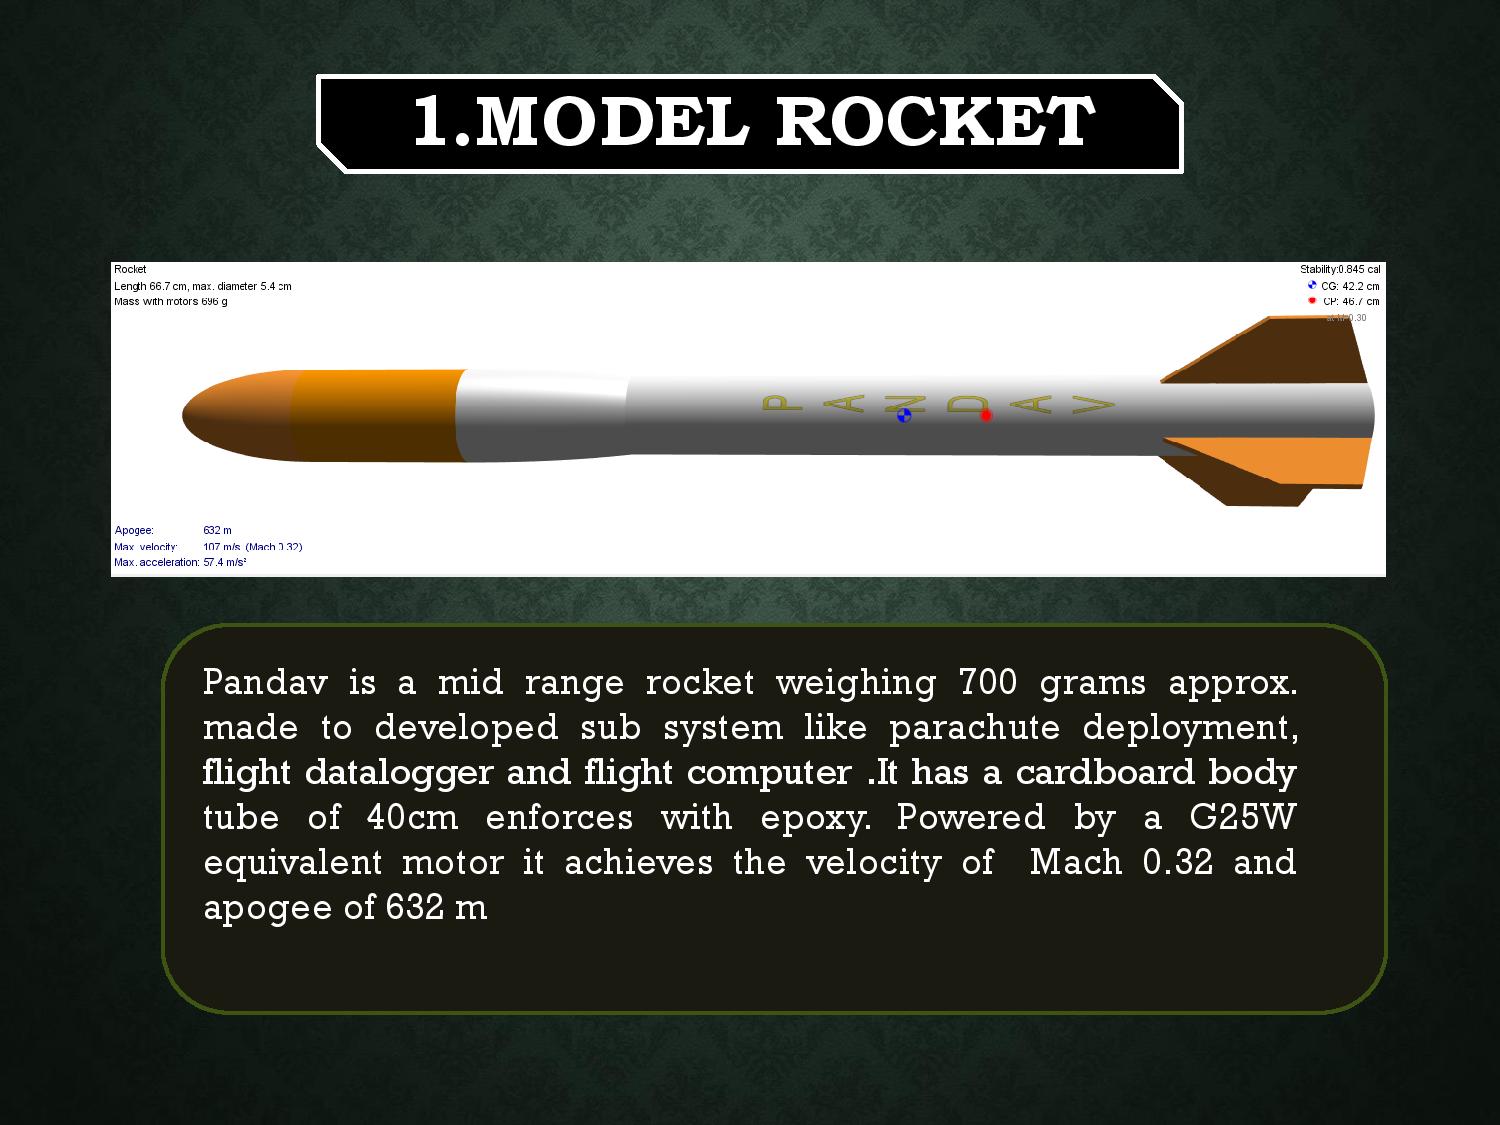 1.MODEL ROCKET
Rocket
Length 66.7 cm, max. diameter 5.4 cm
Mass with motors 696 g
Stability:0.845 cal
CG: 42.2 cm
CP: 46.7 cm
at M=0.30
PANDAV
Apogee: 632 m
Max. velocity: 107 m/s (Mach 0.32)
Max. acceleration: 57.4 m/s²
Pandav is a mid range rocket weighing 700 grams approx.
made to developed sub system like parachute deployment,
flight datalogger and flight computer .It has a cardboard body
tube of 40cm enforces with epoxy. Powered by a G25W
equivalent motor it achieves the velocity of Mach 0.32 and
apogee of 632 m